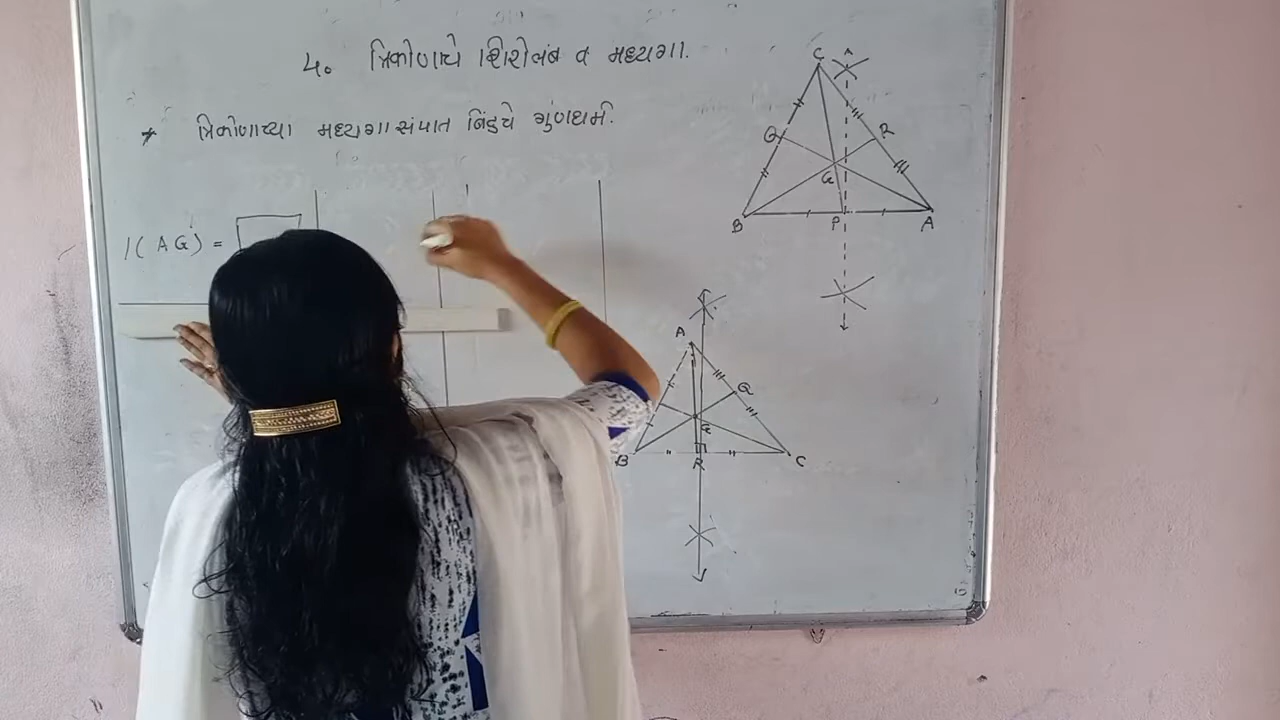 ४. त्रिकोणाचे शिरोलंब व मध्यगा.
* त्रिकोणाच्या मध्यगा संपात बिंदुचे गुणधर्म.
l( AG ) =
C
Q R
G
B P A
A
Q
G
B R C